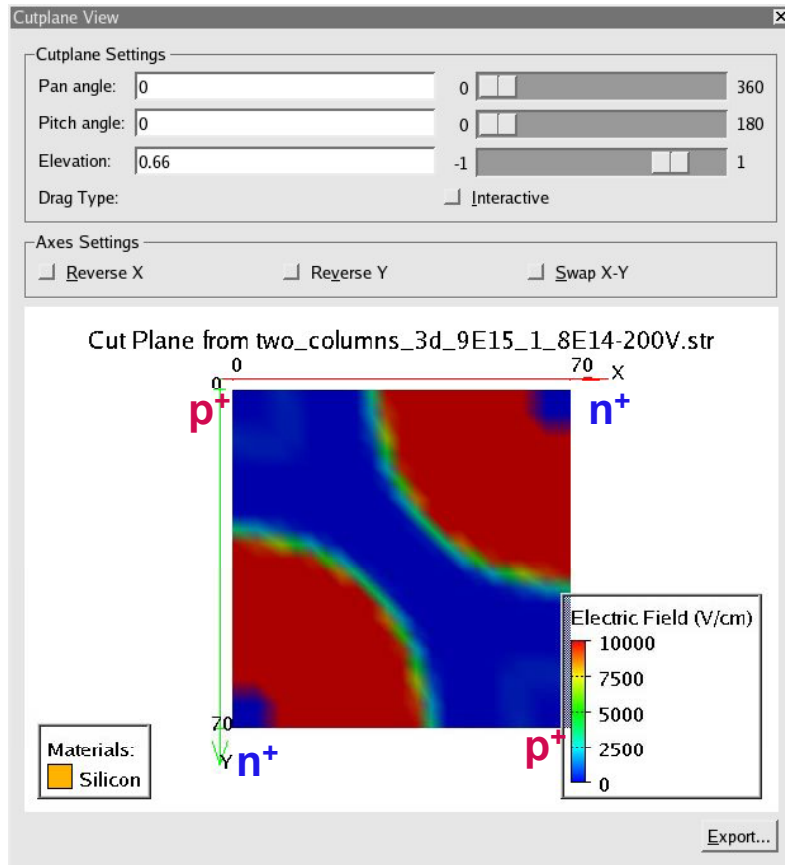 Cutplane View
Cutplane Settings
Pan angle: 0 0 360
Pitch angle: 0 0 180
Elevation: 0.66 -1 1
Drag Type: Interactive
Axes Settings
Reverse X Reverse Y Swap X-Y
Cut Plane from two_columns_3d_9E15_1_8E14-200V.str
0 70 X
0
p⁺ n⁺
Electric Field (V/cm)
10000
7500
5000
2500
0
70
Y n⁺ p⁺
Materials:
Silicon
Export...